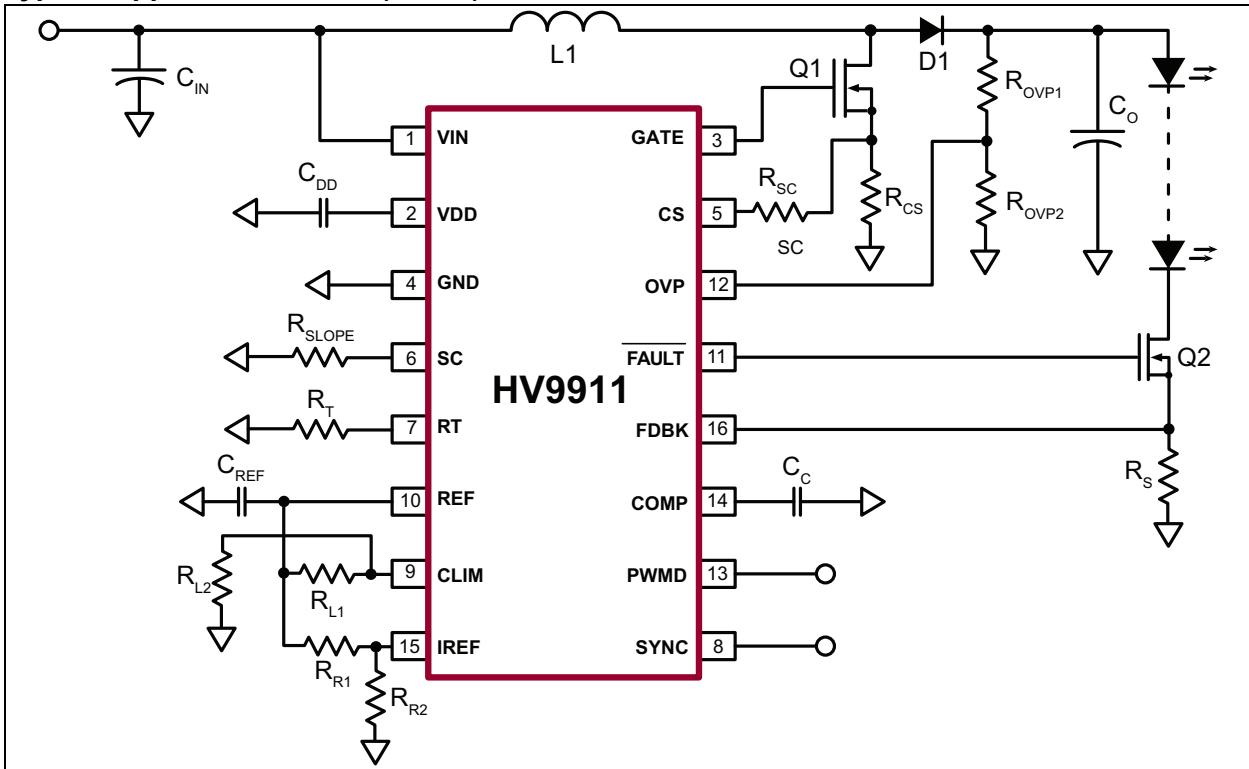 L1
D1
C_IN
Q1
R_OVP1
C_O
1 VIN
GATE 3
C_DD
R_SC
2 VDD
CS 5
R_CS
R_OVP2
SC
4 GND
OVP 12
R_SLOPE
6 SC
FAULT 11
Q2
HV9911
R_T
7 RT
FDBK 16
C_REF
C_C
R_S
10 REF
COMP 14
R_L2
9 CLIM
PWMD 13
R_L1
15 IREF
SYNC 8
R_R1
R_R2